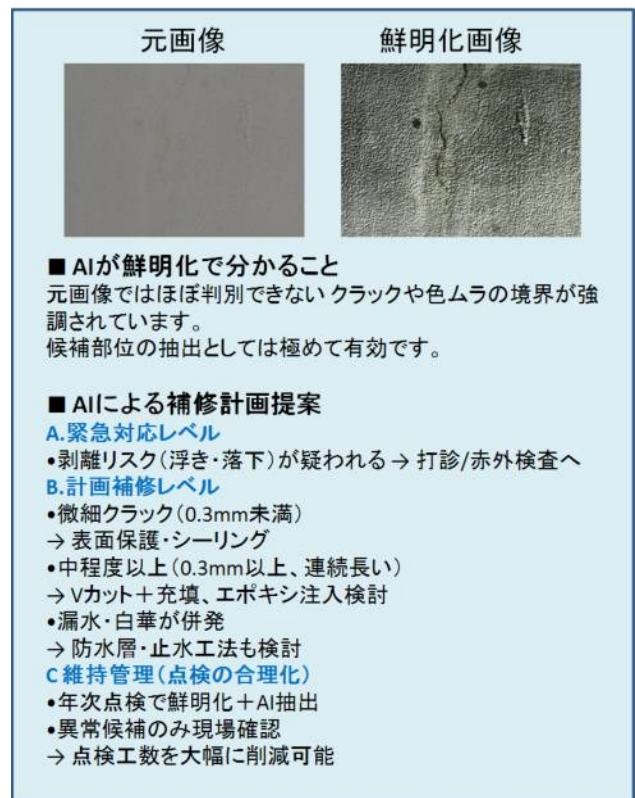 元画像
鮮明化画像
■ AIが鮮明化で分かること
元画像ではほぼ判別できない クラックや色ムラの境界が強
調されています。
候補部位の抽出としては極めて有効です。
■ AIによる補修計画提案
A.緊急対応レベル
•剥離リスク（浮き・落下）が疑われる → 打診/赤外検査へ
B.計画補修レベル
•微細クラック（0.3mm未満）
→ 表面保護・シーリング
•中程度以上（0.3mm以上、連続長い）
→ Vカット＋充填、エポキシ注入検討
•漏水・白華が併発
→ 防水層・止水工法も検討
C 維持管理（点検の合理化）
•年次点検で鮮明化＋AI抽出
•異常候補のみ現場確認
→ 点検工数を大幅に削減可能